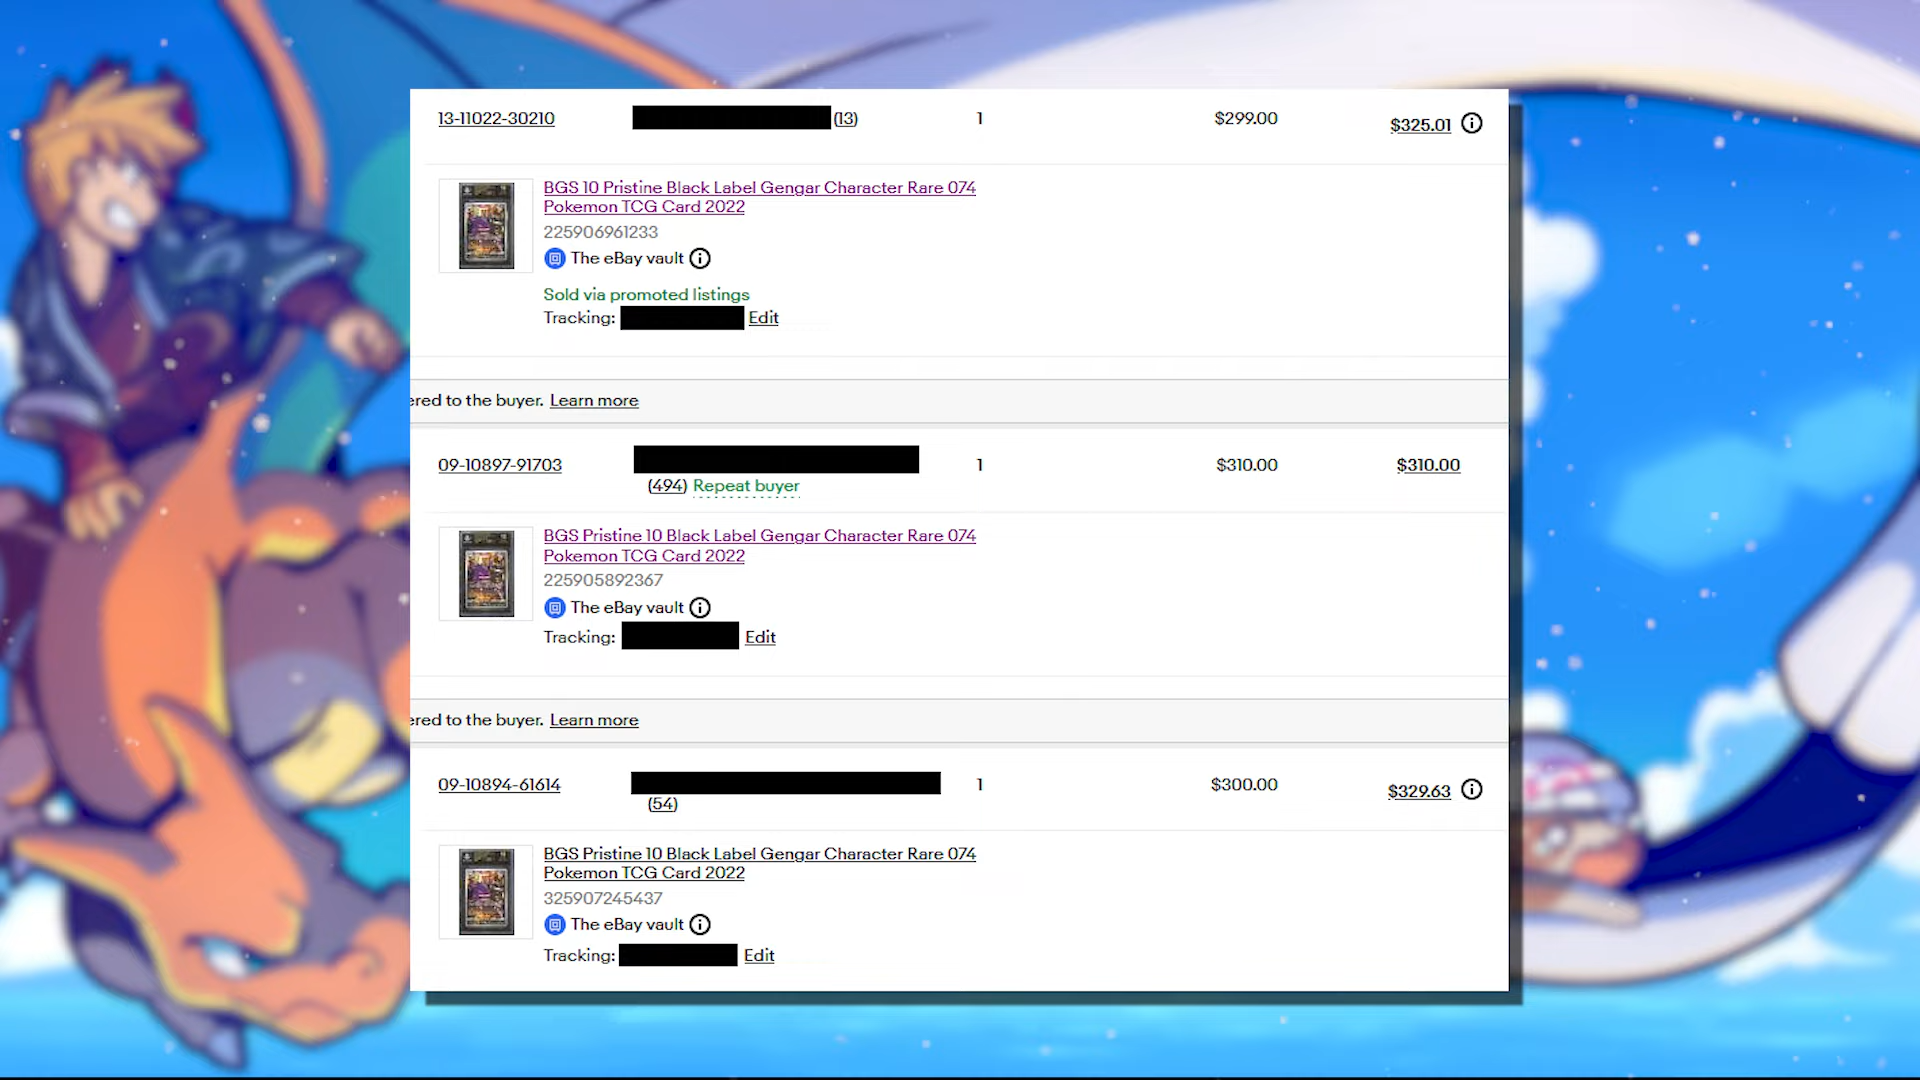 13-11022-30210 (13) 1 $299.00 $325.01
BGS 10 Pristine Black Label Gengar Character Rare 074
Pokemon TCG Card 2022
225906961233
The eBay vault
Sold via promoted listings
Tracking: Edit
ered to the buyer. Learn more
09-10897-91703 1 $310.00 $310.00
(494) Repeat buyer
BGS Pristine 10 Black Label Gengar Character Rare 074
Pokemon TCG Card 2022
225905892367
The eBay vault
Tracking: Edit
ered to the buyer. Learn more
09-10894-61614 1 $300.00 $329.63
(54)
BGS Pristine 10 Black Label Gengar Character Rare 074
Pokemon TCG Card 2022
325907245437
The eBay vault
Tracking: Edit